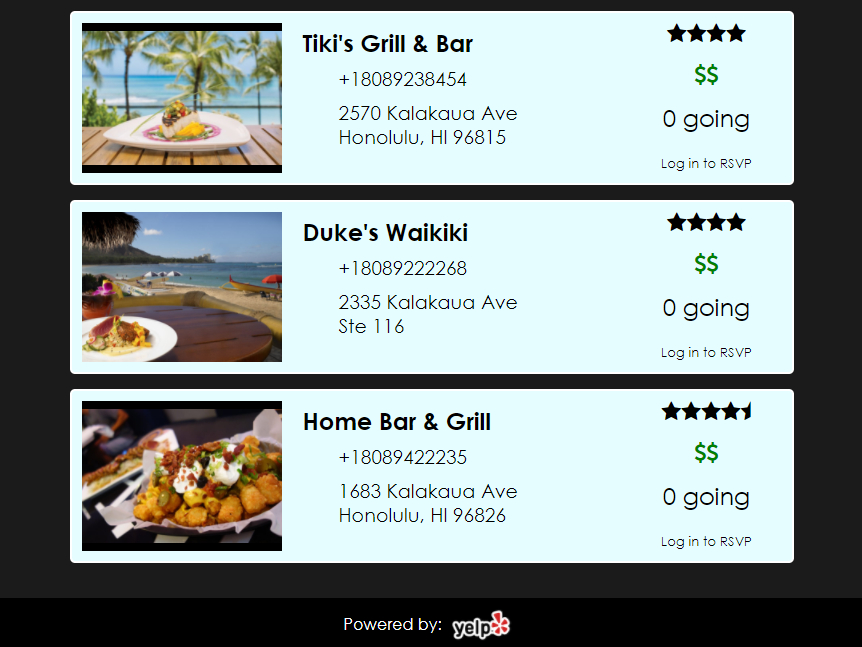 Tiki's Grill & Bar
+18089238454
2570 Kalakaua Ave
Honolulu, HI 96815
$$
0 going
Log in to RSVP
Duke's Waikiki
+18089222268
2335 Kalakaua Ave
Ste 116
$$
0 going
Log in to RSVP
Home Bar & Grill
+18089422235
1683 Kalakaua Ave
Honolulu, HI 96826
$$
0 going
Log in to RSVP
Powered by: yelp